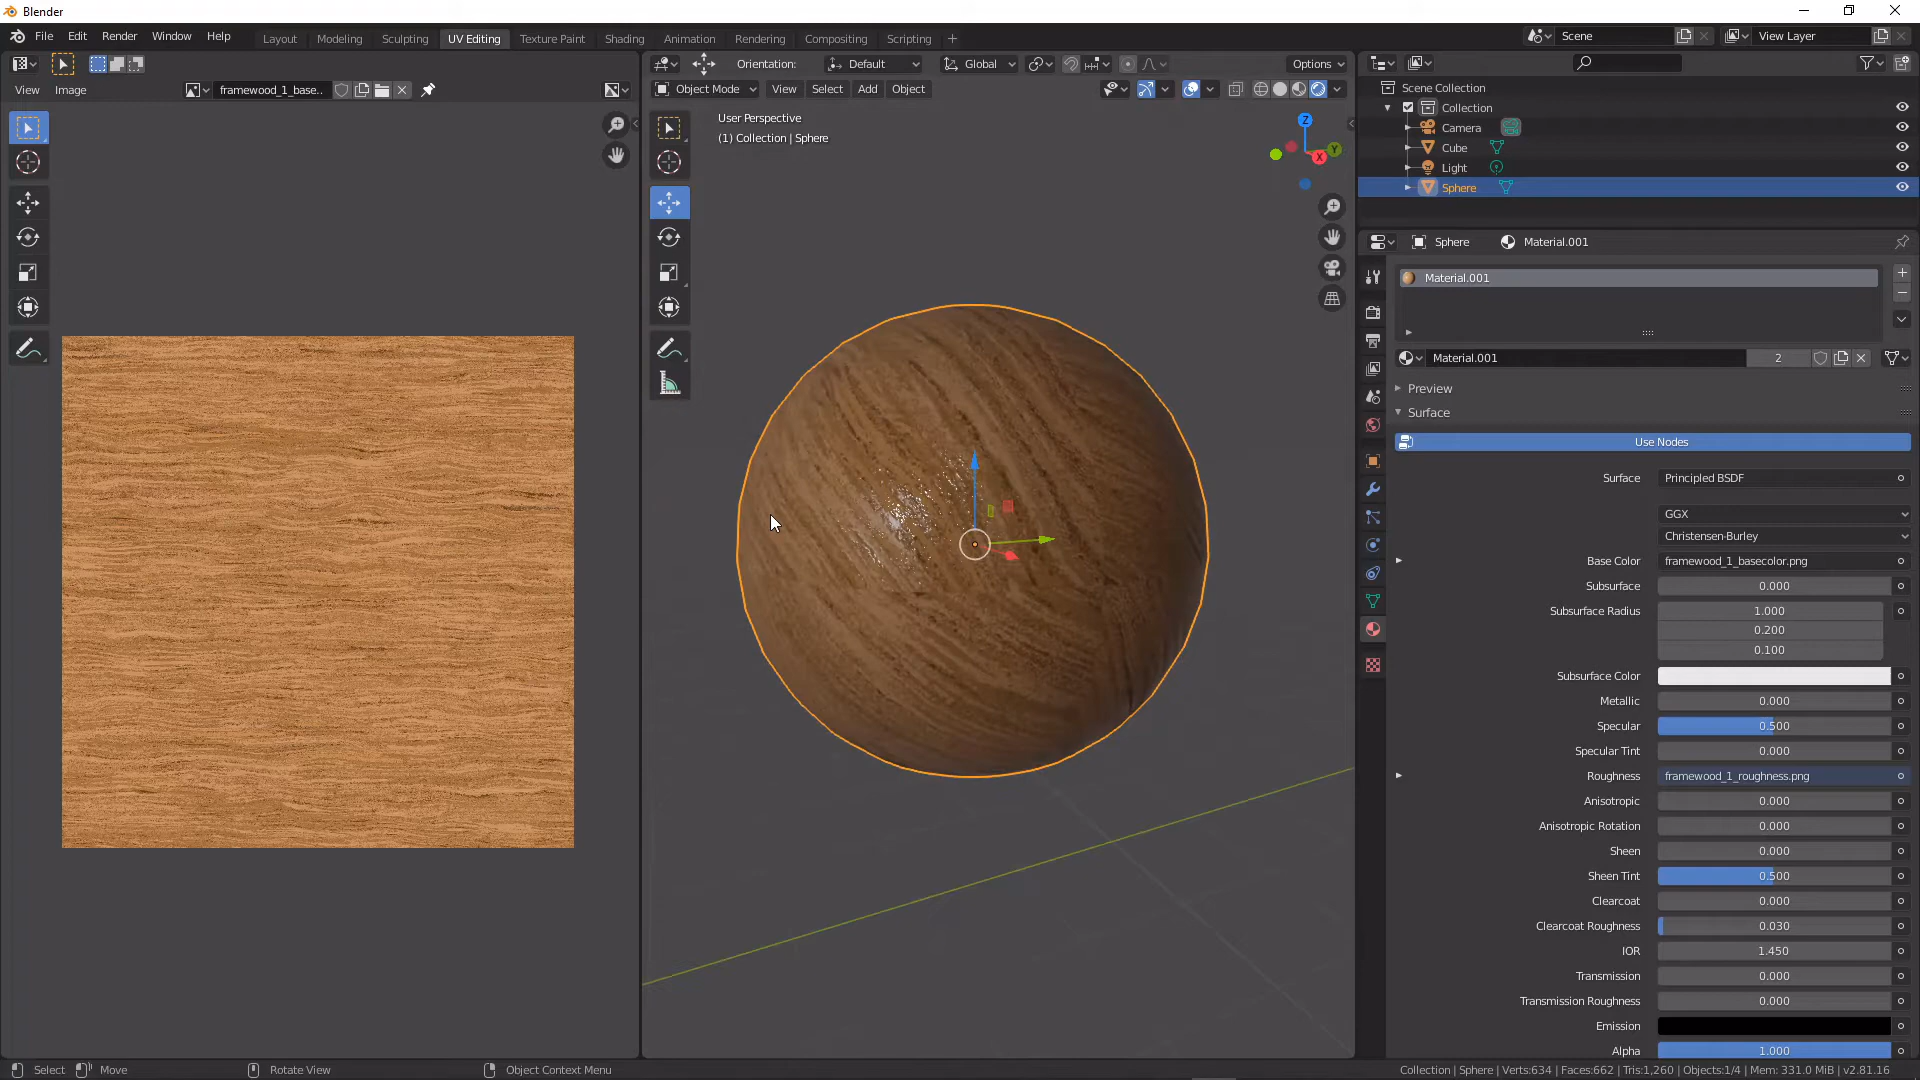 Blender
File Edit Render Window Help
Layout Modeling Sculpting UV Editing Texture Paint Shading Animation Rendering Compositing Scripting
Scene
View Layer
Orientation: Default Global Options
View Image framewood_1_base..
Object Mode View Select Add Object
User Perspective
(1) Collection | Sphere
Z
Y
X
Scene Collection
Collection
Camera
Cube
Light
Sphere
Sphere Material.001
Material.001
Material.001 2
Preview
Surface
Use Nodes
Surface Principled BSDF
GGX
Christensen-Burley
Base Color framewood_1_basecolor.png
Subsurface 0.000
Subsurface Radius 1.000
0.200
0.100
Subsurface Color
Metallic 0.000
Specular 0.500
Specular Tint 0.000
Roughness framewood_1_roughness.png
Anisotropic 0.000
Anisotropic Rotation 0.000
Sheen 0.000
Sheen Tint 0.500
Clearcoat 0.000
Clearcoat Roughness 0.030
IOR 1.450
Transmission 0.000
Transmission Roughness 0.000
Emission
Alpha 1.000
Select Move Rotate View Object Context Menu
Collection | Sphere | Verts:634 | Faces:662 | Tris:1,260 | Objects:1/4 | Mem: 331.0 MiB | v2.81.16